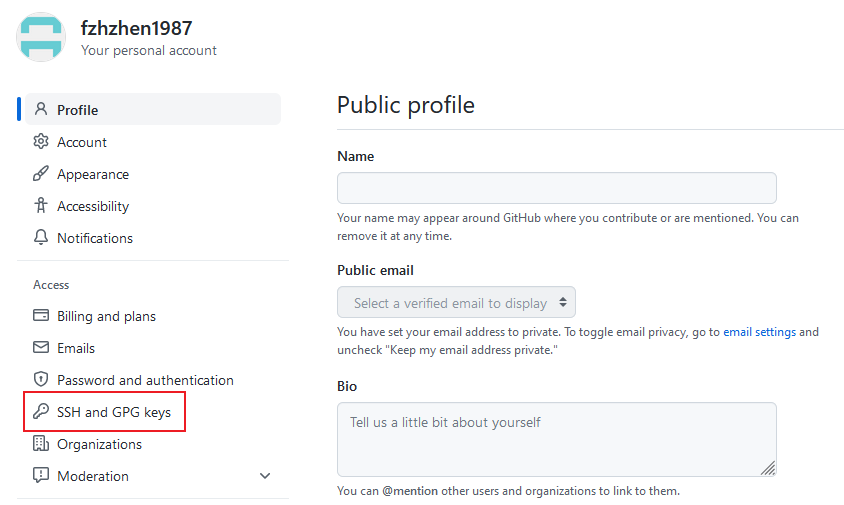 fzhzhen1987
Your personal account
Profile
Account
Appearance
Accessibility
Notifications
Access
Billing and plans
Emails
Password and authentication
SSH and GPG keys
Organizations
Moderation
Public profile
Name
Your name may appear around GitHub where you contribute or are mentioned. You can
remove it at any time.
Public email
Select a verified email to display
You have set your email address to private. To toggle email privacy, go to email settings and
uncheck "Keep my email address private."
Bio
Tell us a little bit about yourself
You can @mention other users and organizations to link to them.